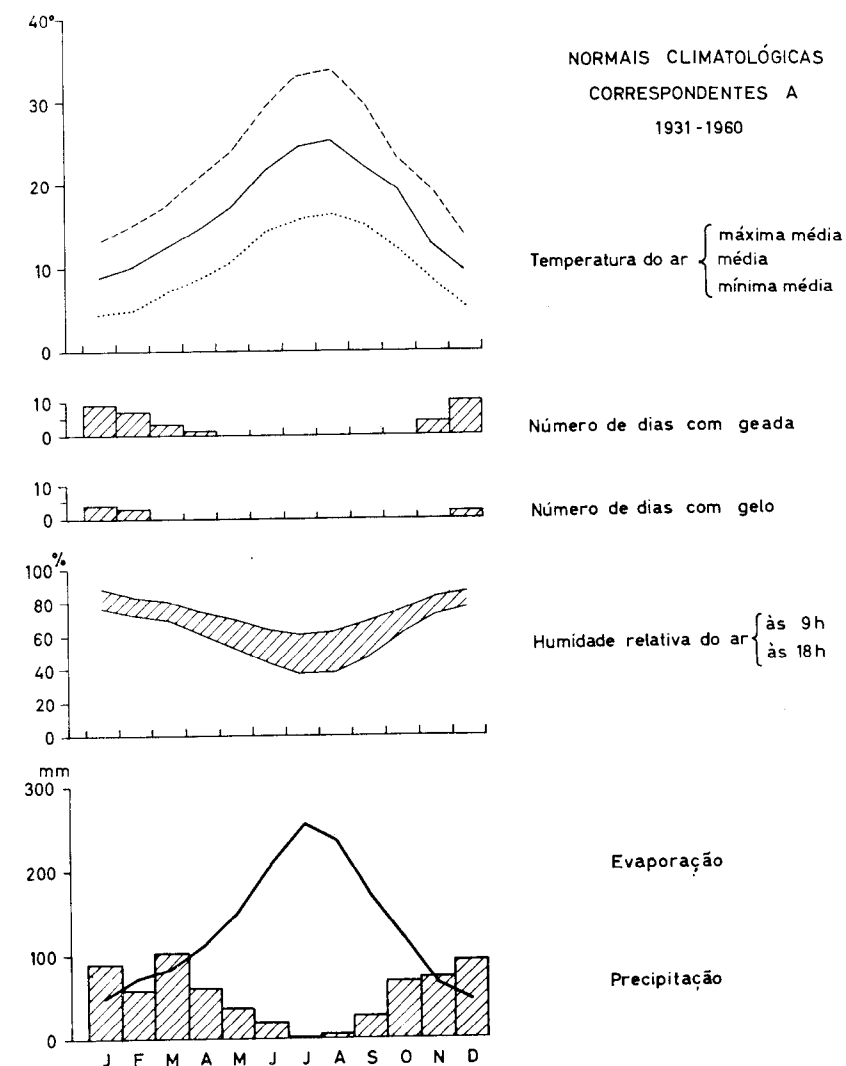 NORMAIS CLIMATOLÓGICAS
CORRESPONDENTES A
1931-1960
40°
30
20
10
0
Temperatura do ar
máxima média
média
mínima média
10
0
Número de dias com geada
10
0
Número de dias com gelo
%
100
80
60
40
20
0
Humidade relativa do ar
às 9h
às 18h
mm
300
200
100
0
Evaporação
Precipitação
J F M A M J J A S O N D